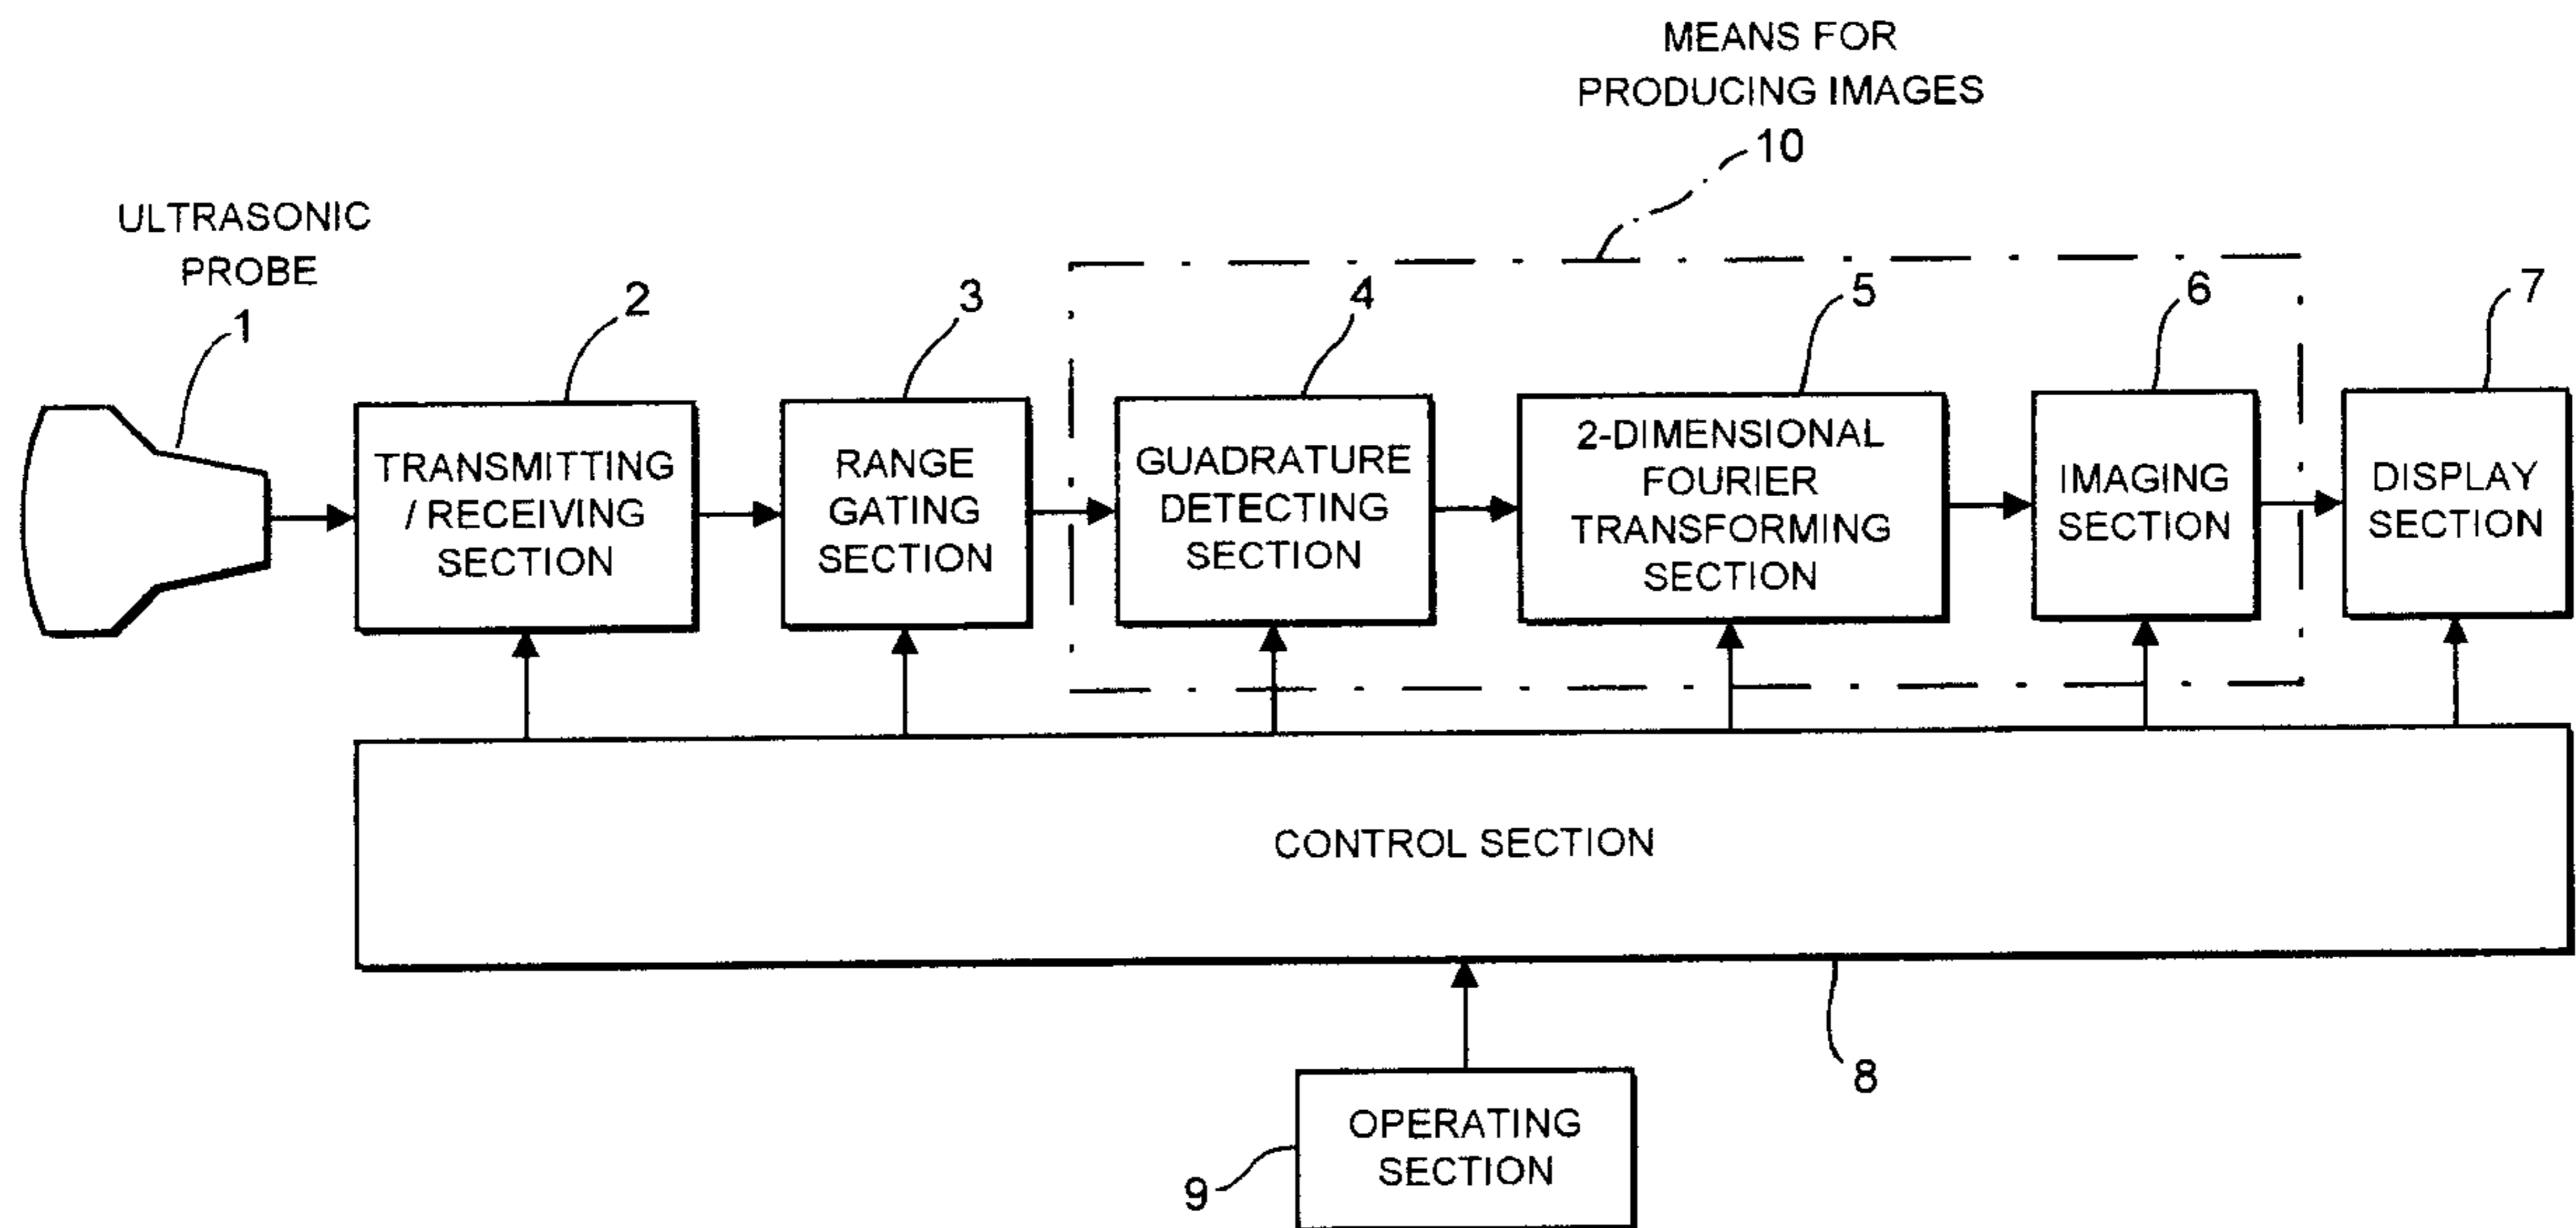 MEANS FOR
PRODUCING IMAGES
10
ULTRASONIC
PROBE
1
2
3
4
5
6
7
TRANSMITTING
/ RECEIVING
SECTION
RANGE
GATING
SECTION
GUADRATURE
DETECTING
SECTION
2-DIMENSIONAL
FOURIER
TRANSFORMING
SECTION
IMAGING
SECTION
DISPLAY
SECTION
CONTROL SECTION
8
OPERATING
SECTION
9